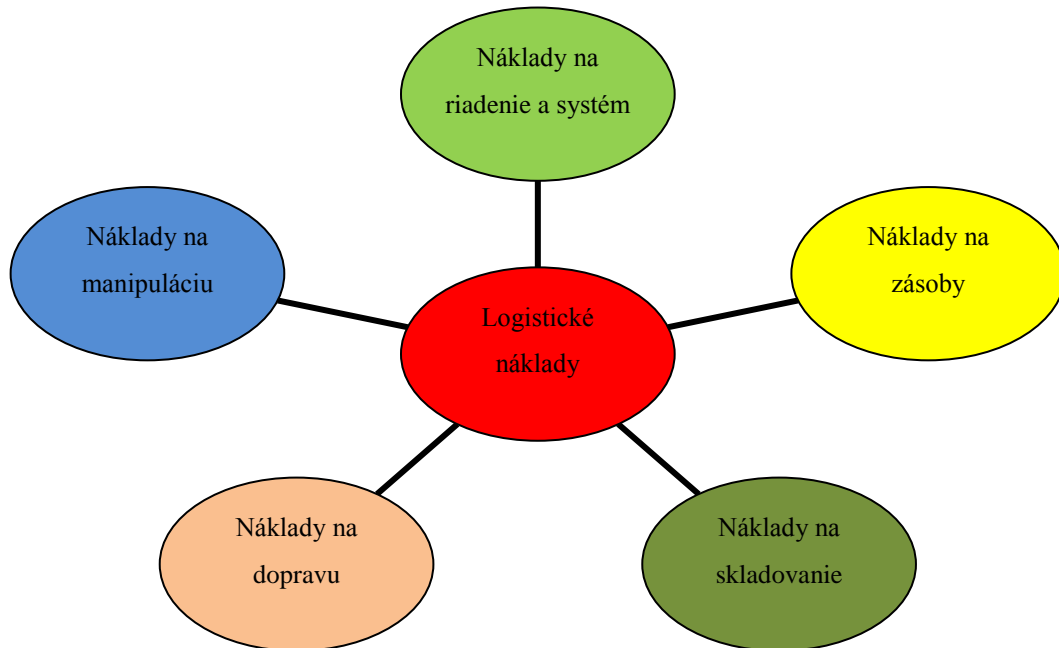 Náklady na
riadenie a systém
Náklady na
manipuláciu
Náklady na
zásoby
Logistické
náklady
Náklady na
dopravu
Náklady na
skladovanie